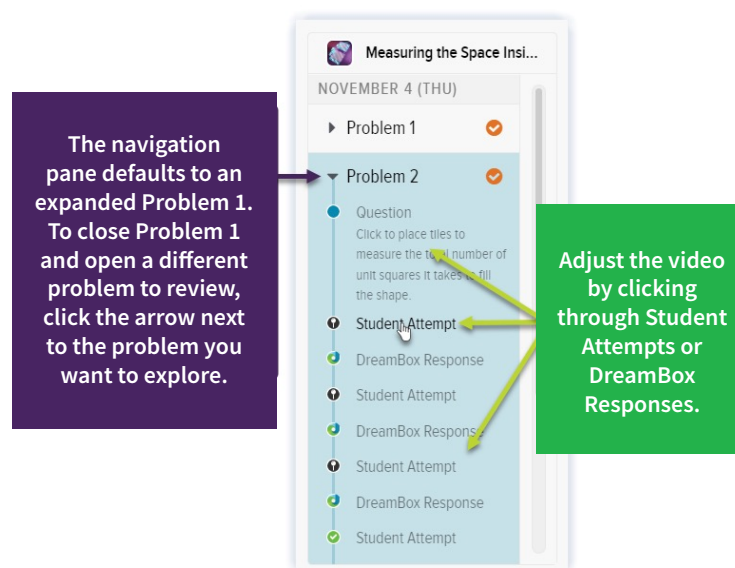 Measuring the Space Insi...
NOVEMBER 4 (THU)
Problem 1
Problem 2
Question
Click to place tiles to
measure the total number of
unit squares it takes to fill
the shape.
Student Attempt
DreamBox Response
Student Attempt
DreamBox Response
Student Attempt
DreamBox Response
Student Attempt
The navigation
pane defaults to an
expanded Problem 1.
To close Problem 1
and open a different
problem to review,
click the arrow next
to the problem you
want to explore.
Adjust the video
by clicking
through Student
Attempts or
DreamBox
Responses.